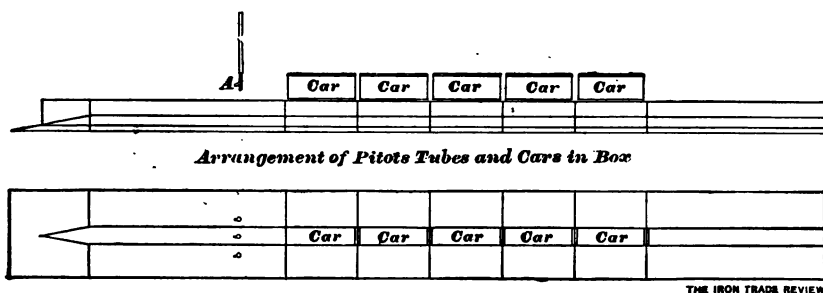 A
Car Car Car Car Car
Arrangement of Pitots Tubes and Cars in Box
Car Car Car Car Car
THE IRON TRADE REVIEW